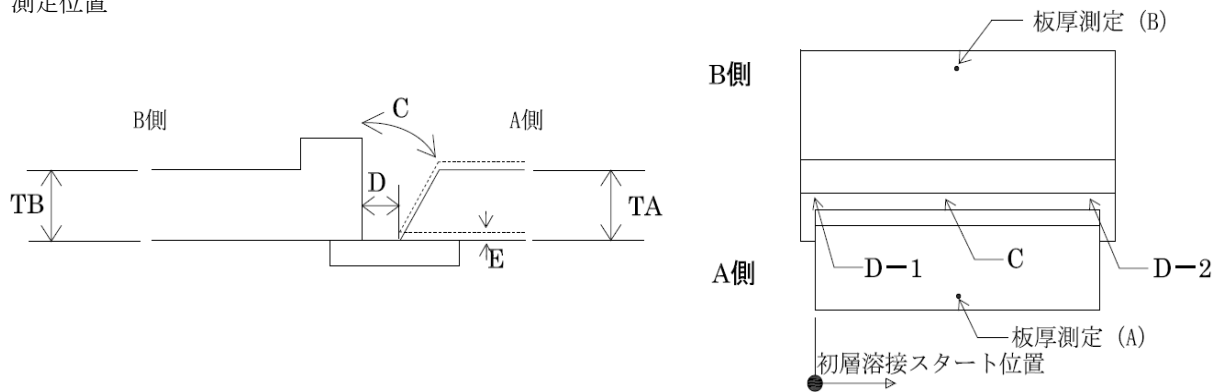 測定位置
B側
C
A側
TB
D
TA
E
板厚測定 (B)
B側
D－1
C
D－2
A側
板厚測定 (A)
初層溶接スタート位置